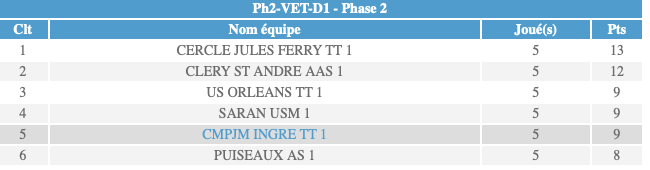 Ph2-VET-D1 - Phase 2
Clt Nom équipe Joué(s) Pts
1 CERCLE JULES FERRY TT 1 5 13
2 CLERY ST ANDRE AAS 1 5 12
3 US ORLEANS TT 1 5 9
4 SARAN USM 1 5 9
5 CMPJM INGRE TT 1 5 9
6 PUISEAUX AS 1 5 8